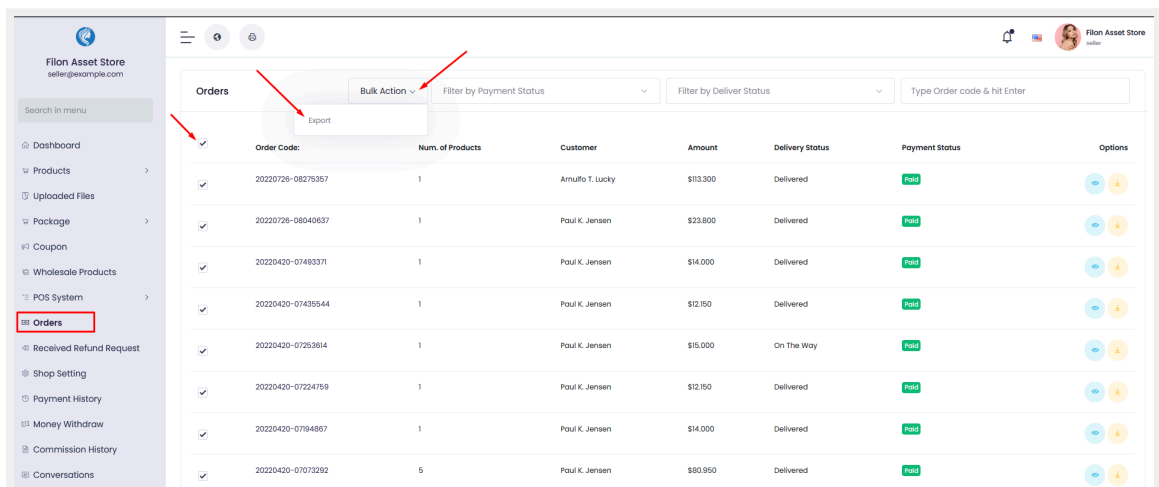 Filon Asset Store
seller@example.com
Search in menu
Dashboard
Products
Uploaded Files
Package
Coupon
Wholesale Products
POS System
Orders
Received Refund Request
Shop Setting
Payment History
Money Withdraw
Commission History
Conversations
Filon Asset Store
seller
Orders
Bulk Action
Filter by Payment Status
Filter by Deliver Status
Type Order code & hit Enter
Export
Order Code: Num. of Products Customer Amount Delivery Status Payment Status Options
20220726-08275357 1 Arnulfo T. Lucky $113.300 Delivered Paid
20220726-08040637 1 Paul K. Jensen $23.800 Delivered Paid
20220420-07493371 1 Paul K. Jensen $14.000 Delivered Paid
20220420-07435544 1 Paul K. Jensen $12.150 Delivered Paid
20220420-07253614 1 Paul K. Jensen $15.000 On The Way Paid
20220420-07224759 1 Paul K. Jensen $12.150 Delivered Paid
20220420-07194867 1 Paul K. Jensen $14.000 Delivered Paid
20220420-07073292 5 Paul K. Jensen $80.950 Delivered Paid